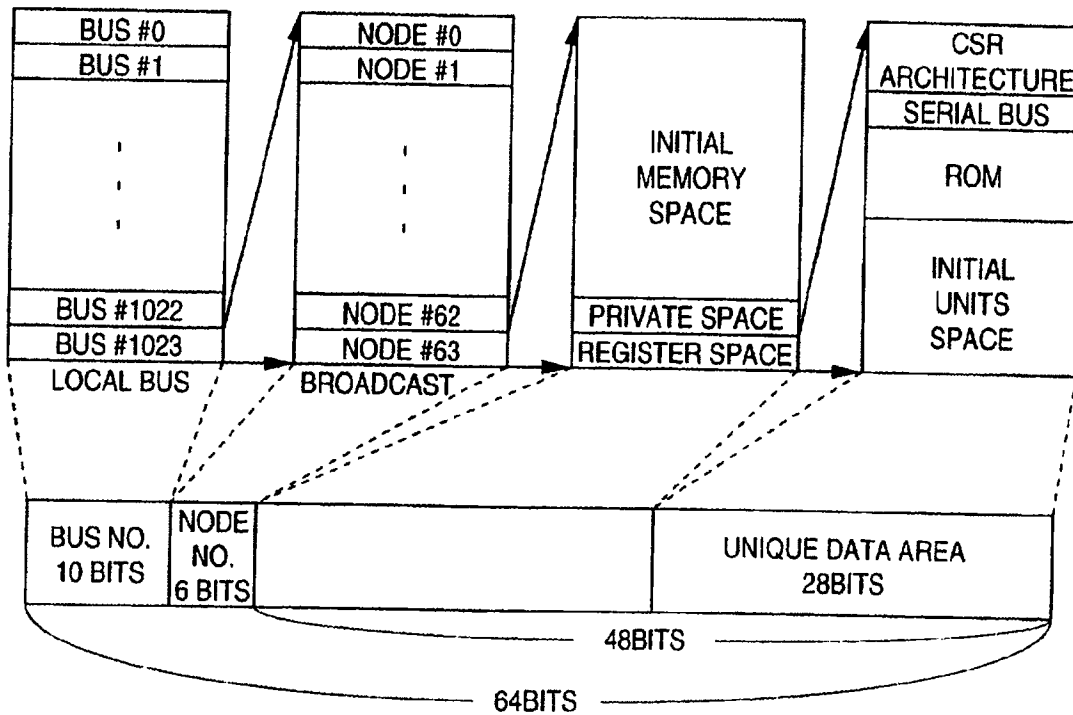 BUS #0
BUS #1
BUS #1022
BUS #1023
LOCAL BUS
NODE #0
NODE #1
NODE #62
NODE #63
BROADCAST
INITIAL
MEMORY
SPACE
PRIVATE SPACE
REGISTER SPACE
CSR
ARCHITECTURE
SERIAL BUS
ROM
INITIAL
UNITS
SPACE
BUS NO.
10 BITS
NODE
NO.
6 BITS
UNIQUE DATA AREA
28BITS
48BITS
64BITS